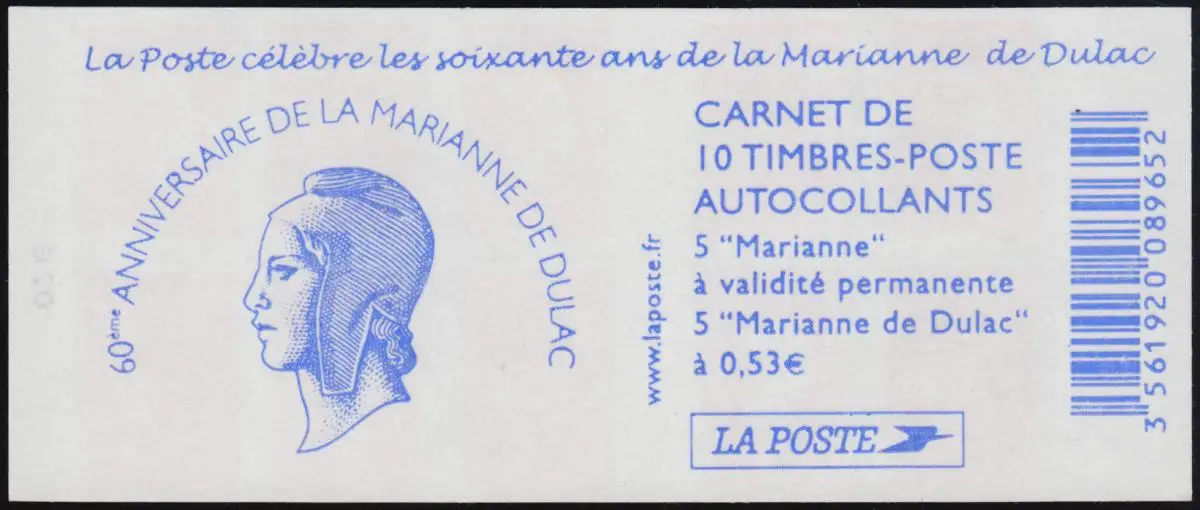 La Poste célèbre les soixante ans de la Marianne de Dulac
60ème ANNIVERSAIRE DE LA MARIANNE DE DULAC
CARNET DE
10 TIMBRES-POSTE
AUTOCOLLANTS
5 "Marianne"
à validité permanente
5 "Marianne de Dulac"
à 0,53€
LA POSTE
www.laposte.fr
3 561920 089652